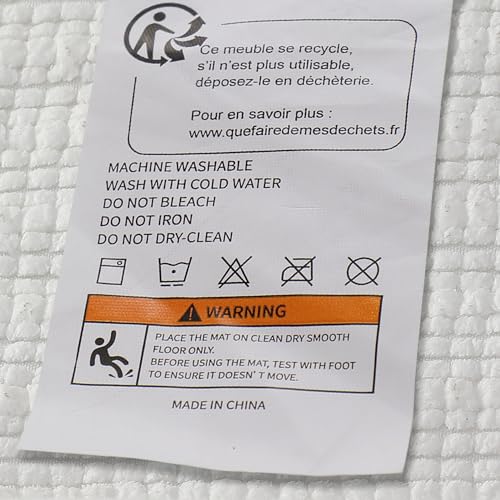 Ce meuble se recycle,
s'il n'est plus utilisable,
déposez-le en déchèterie.
Pour en savoir plus :
www.quefairedemesdechets.fr
MACHINE WASHABLE
WASH WITH COLD WATER
DO NOT BLEACH
DO NOT IRON
DO NOT DRY-CLEAN
WARNING
PLACE THE MAT ON CLEAN DRY SMOOTH
FLOOR ONLY.
BEFORE USING THE MAT, TEST WITH FOOT
TO ENSURE IT DOESN' T MOVE.
MADE IN CHINA